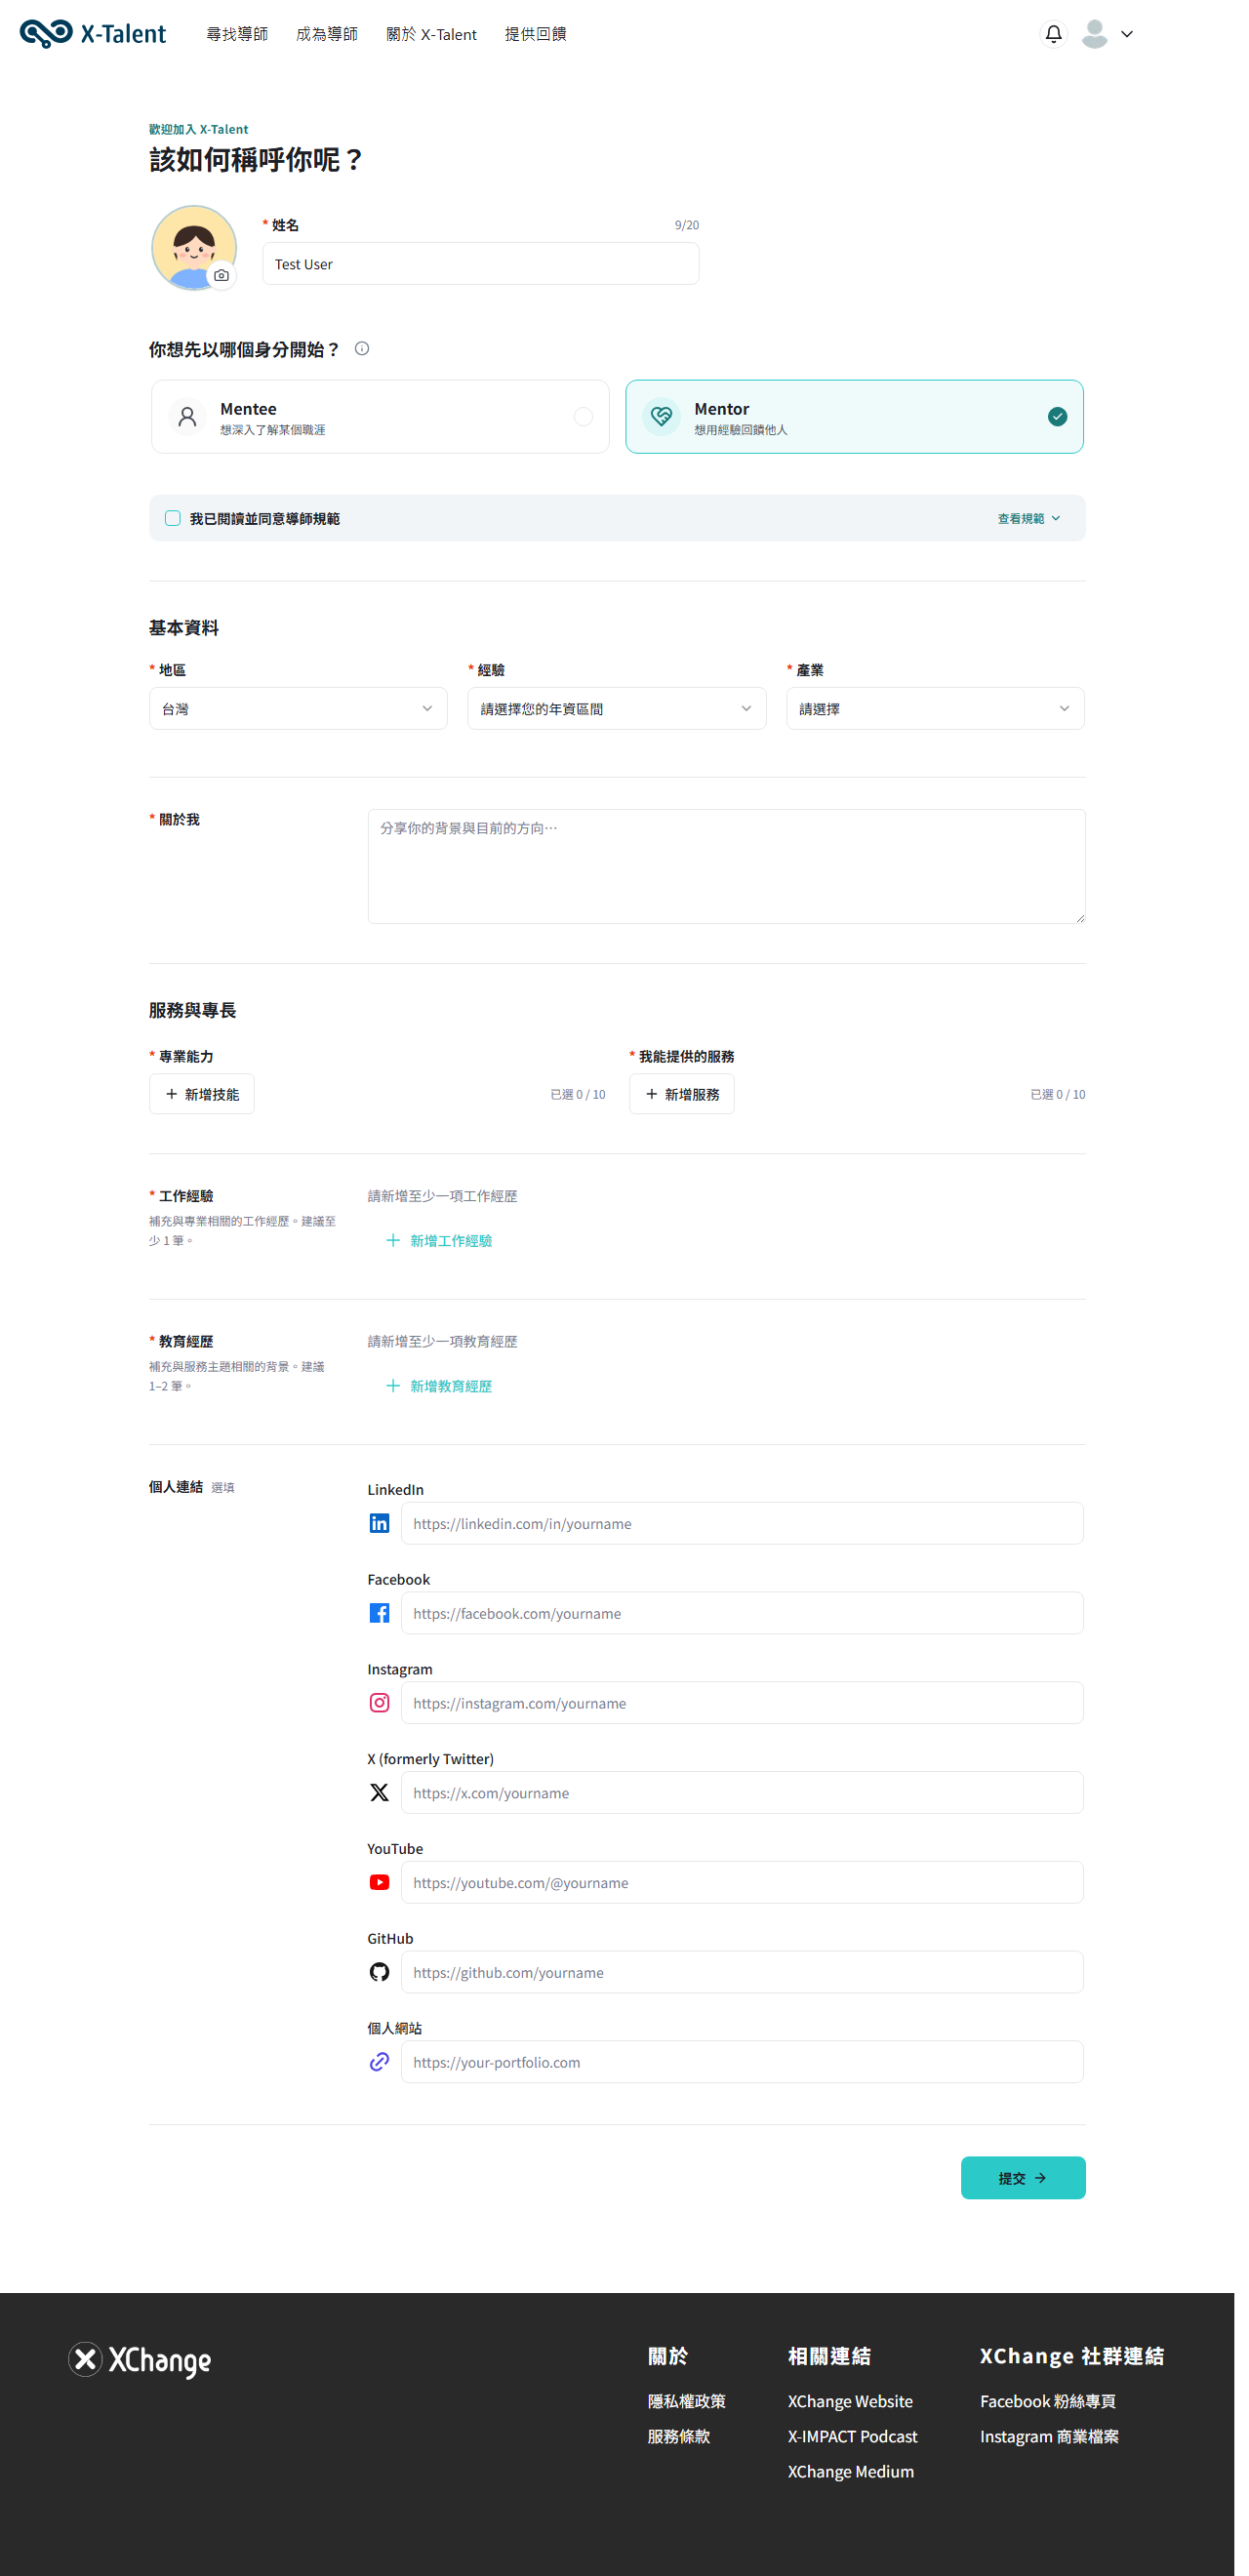 X-Talent 尋找導師 成為導師 關於 X-Talent 提供回饋
歡迎加入 X-Talent
該如何稱呼你呢？
* 姓名 9/20
Test User
你想先以哪個身分開始？
Mentee
想深入了解某個職涯
Mentor
想用經驗回饋他人
我已閱讀並同意導師規範 查看規範
基本資料
* 地區 * 經驗 * 產業
台灣 請選擇您的年資區間 請選擇
* 關於我
分享你的背景與目前的方向…
服務與專長
* 專業能力 * 我能提供的服務
+ 新增技能 已選 0 / 10 + 新增服務 已選 0 / 10
* 工作經驗 請新增至少一項工作經歷
補充與專業相關的工作經歷。建議至
少 1 筆。
+ 新增工作經驗
* 教育經歷 請新增至少一項教育經歷
補充與服務主題相關的背景。建議
1–2 筆。
+ 新增教育經歷
個人連結 選填
LinkedIn
https://linkedin.com/in/yourname
Facebook
https://facebook.com/yourname
Instagram
https://instagram.com/yourname
X (formerly Twitter)
https://x.com/yourname
YouTube
https://youtube.com/@yourname
GitHub
https://github.com/yourname
個人網站
https://your-portfolio.com
提交 →
XChange
關於 相關連結 XChange 社群連結
隱私權政策 XChange Website Facebook 粉絲專頁
服務條款 X-IMPACT Podcast Instagram 商業檔案
XChange Medium